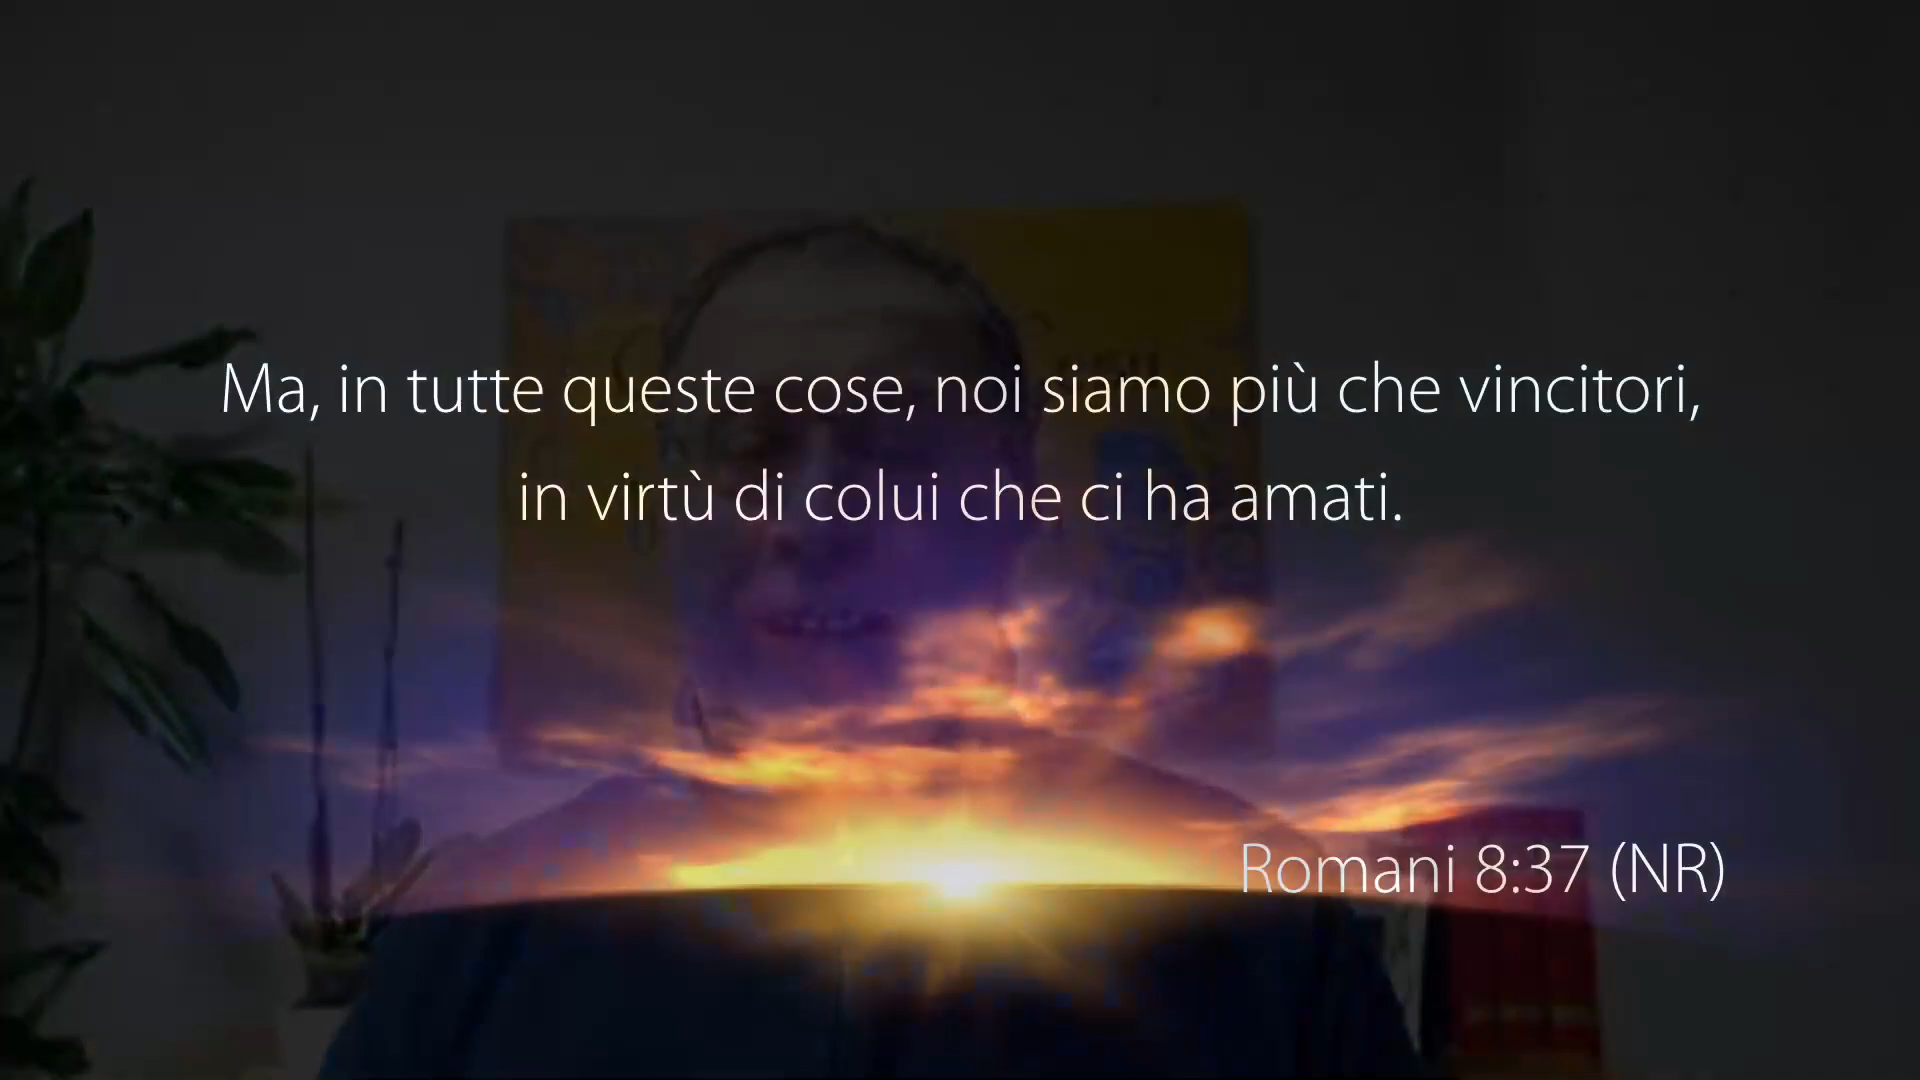 Ma, in tutte queste cose, noi siamo più che vincitori,
in virtù di colui che ci ha amati.
Romani 8:37 (NR)